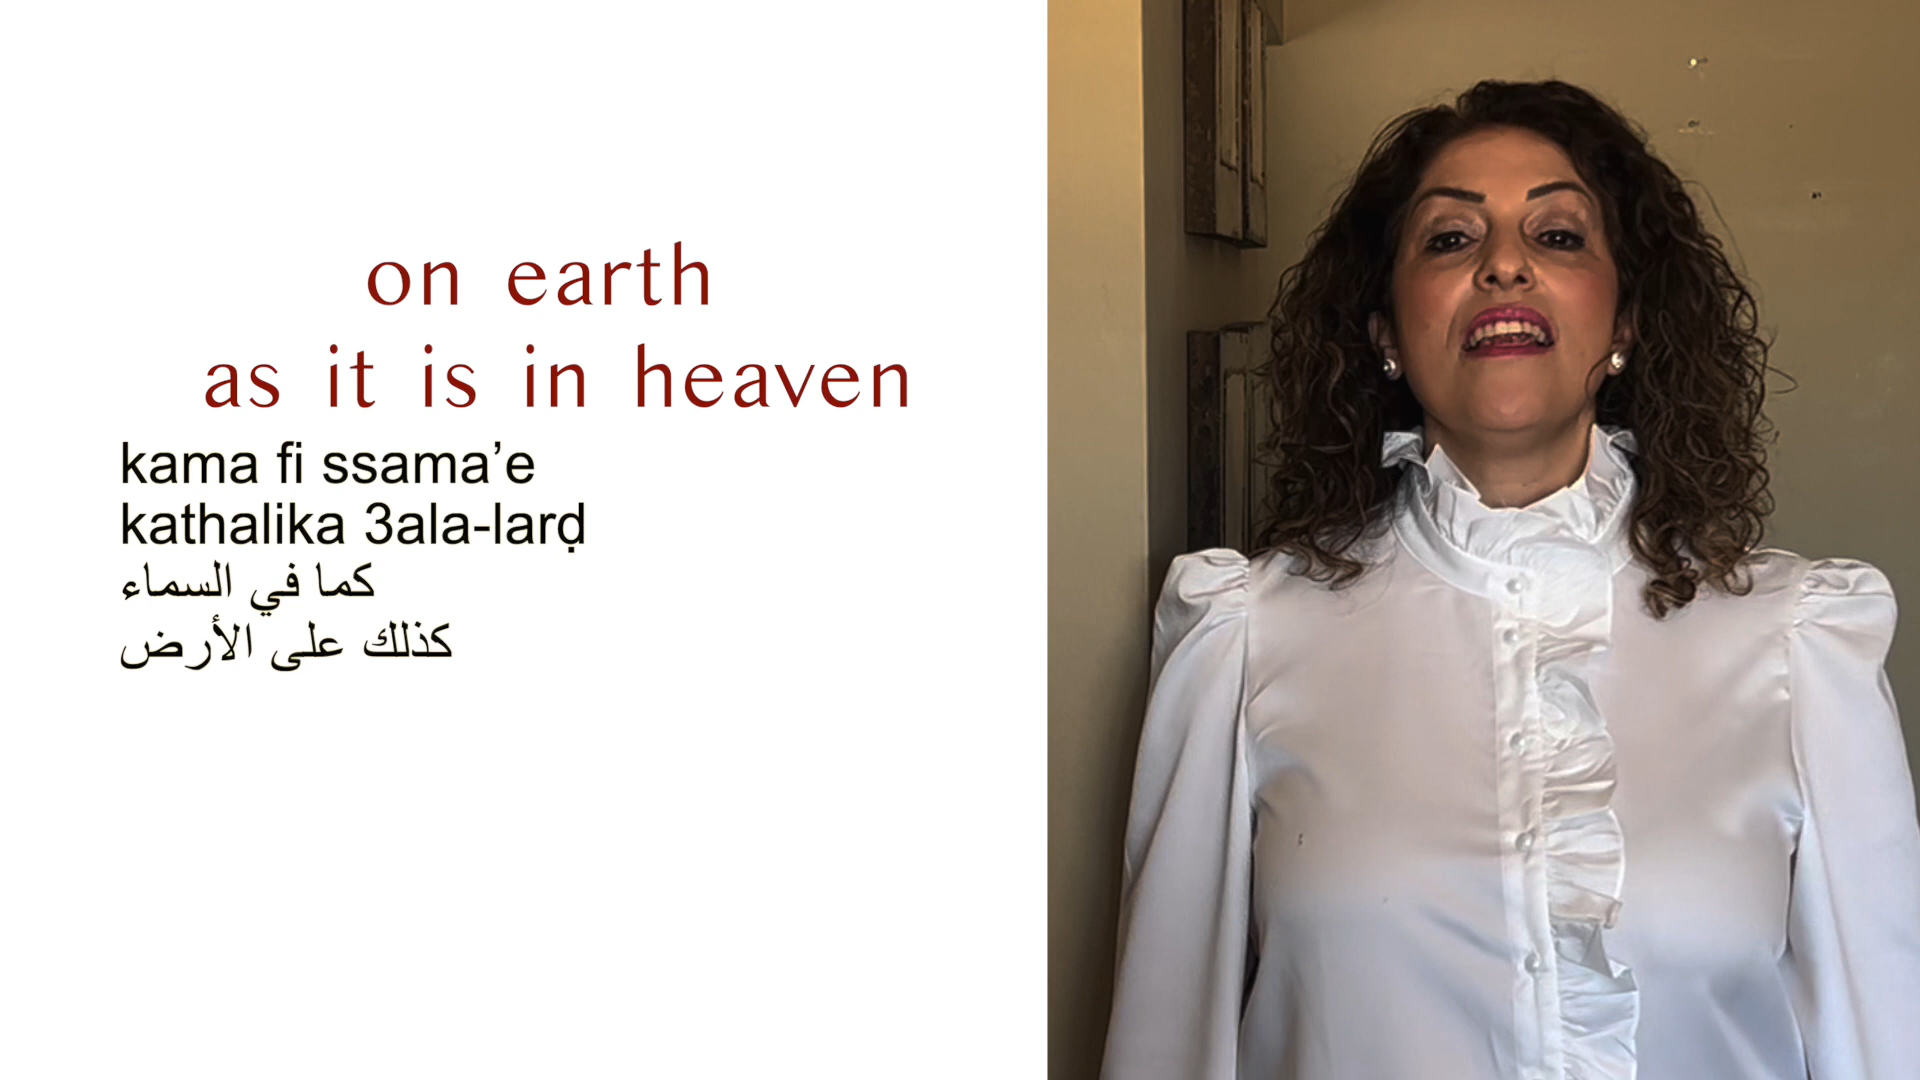 on earth
as it is in heaven
kama fi ssama’e
kathalika 3ala-larḍ
كما في السماء
كذلك على الأرض